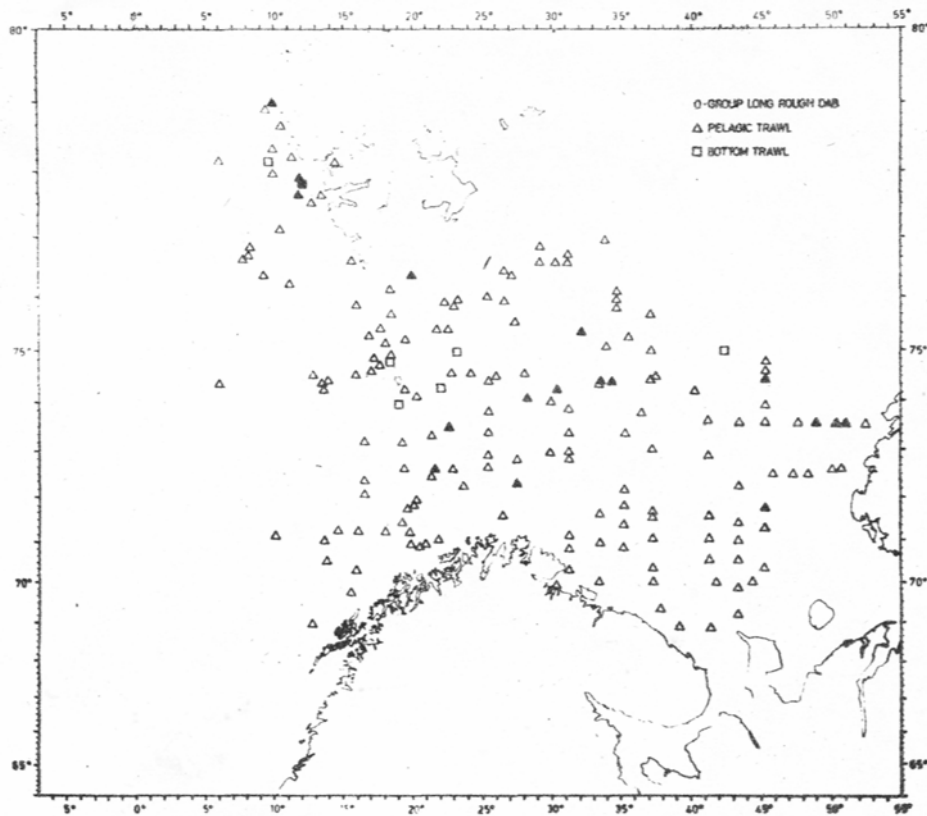 5° 0° 5° 10° 15° 20° 25° 30° 35° 40° 45° 50° 55°
80° 80°
0-GROUP LONG ROUGH DAB
PELAGIC TRAWL
BOTTOM TRAWL
75° 75°
70° 70°
65° 65°
5° 0° 5° 10° 15° 20° 25° 30° 35° 40° 45° 50° 55°